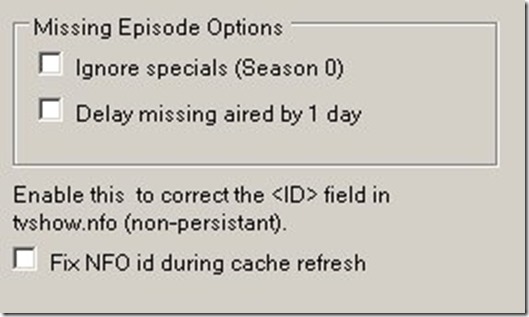 Missing Episode Options
Ignore specials (Season 0)
Delay missing aired by 1 day
Enable this to correct the <ID> field in
tvshow.nfo (non-persistant).
Fix NFO id during cache refresh